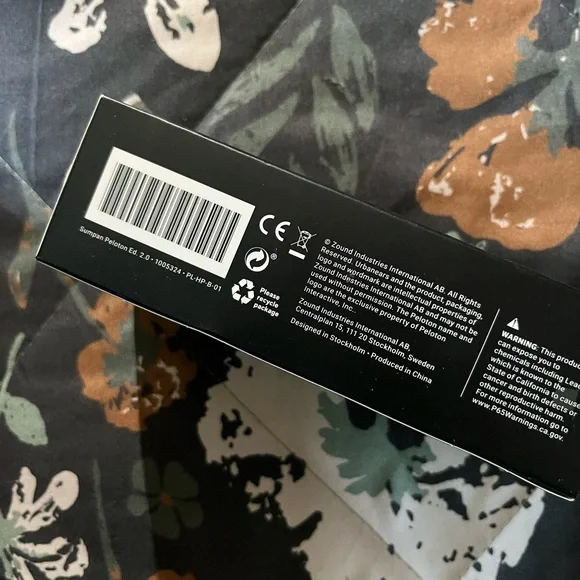 Sumpan Peloton Ed. 2.0 • 1005324 • PL-HP-B-01
CE
Please
recycle
package
© Zound Industries International AB. All Rights
Reserved. Urbanears and the product, packaging,
logo and wordmark are intellectual properties of
Zound Industries International AB and may not be
used without permission. The Peloton name and
logo are the exclusive property of Peloton
Interactive, Inc.
Zound Industries International AB,
Centralplan 15, 111 20 Stockholm, Sweden
Designed in Stockholm • Produced in China
WARNING: This product
can expose you to
chemicals including Lea
which is known to the
State of California to cause
cancer and birth defects or
other reproductive harm.
For more information go to
www.P65Warnings.ca.gov.